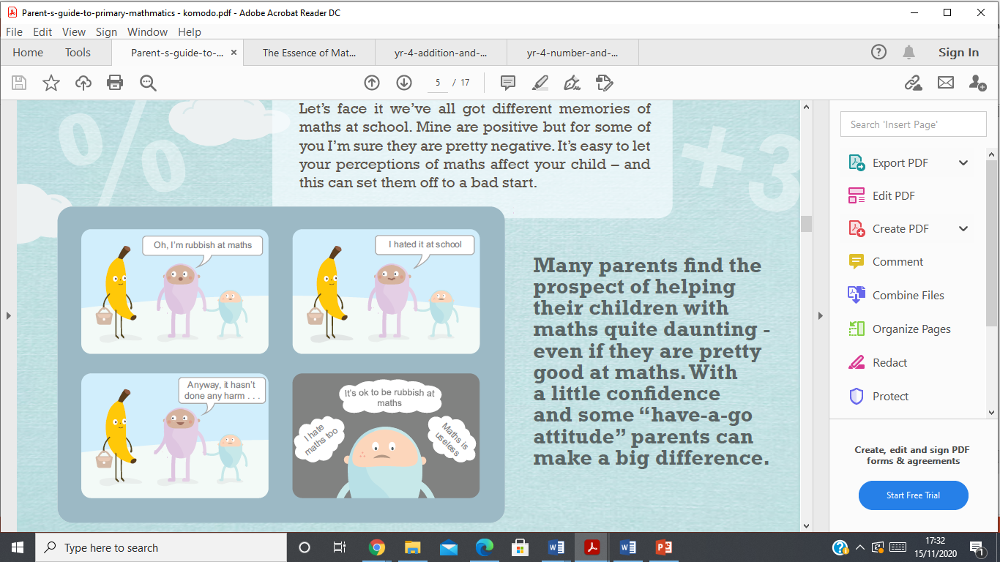 Parent-s-guide-to-primary-mathmatics - komodo.pdf - Adobe Acrobat Reader DC
File Edit View Sign Window Help
Home Tools Parent-s-guide-to-... × The Essence of Mat... yr-4-addition-and-... yr-4-number-and-... Sign In
5 / 17
Let's face it we've all got different memories of
maths at school. Mine are positive but for some of
you I'm sure they are pretty negative. It's easy to let
your perceptions of maths affect your child – and
this can set them off to a bad start.
%
+3
Oh, I'm rubbish at maths
I hated it at school
Anyway, it hasn't
done any harm . . .
It's ok to be rubbish at
maths
I hate
maths too
Maths is
useless
Many parents find the
prospect of helping
their children with
maths quite daunting -
even if they are pretty
good at maths. With
a little confidence
and some “have-a-go
attitude” parents can
make a big difference.
Search 'Insert Page'
Export PDF
Edit PDF
Create PDF
Comment
Combine Files
Organize Pages
Redact
Protect
Create, edit and sign PDF
forms & agreements
Start Free Trial
Type here to search
17:32
15/11/2020
1